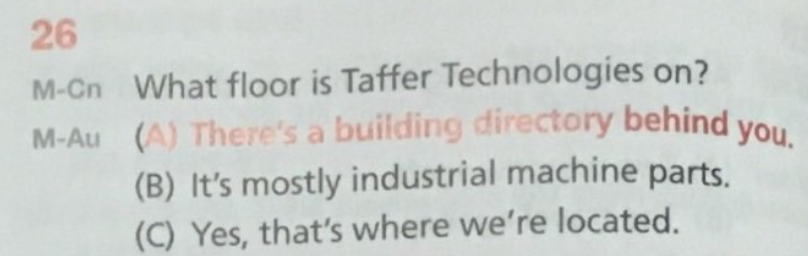 26
M-Cn What floor is Taffer Technologies on?
M-Au (A) There's a building directory behind you.
(B) It's mostly industrial machine parts.
(C) Yes, that's where we're located.